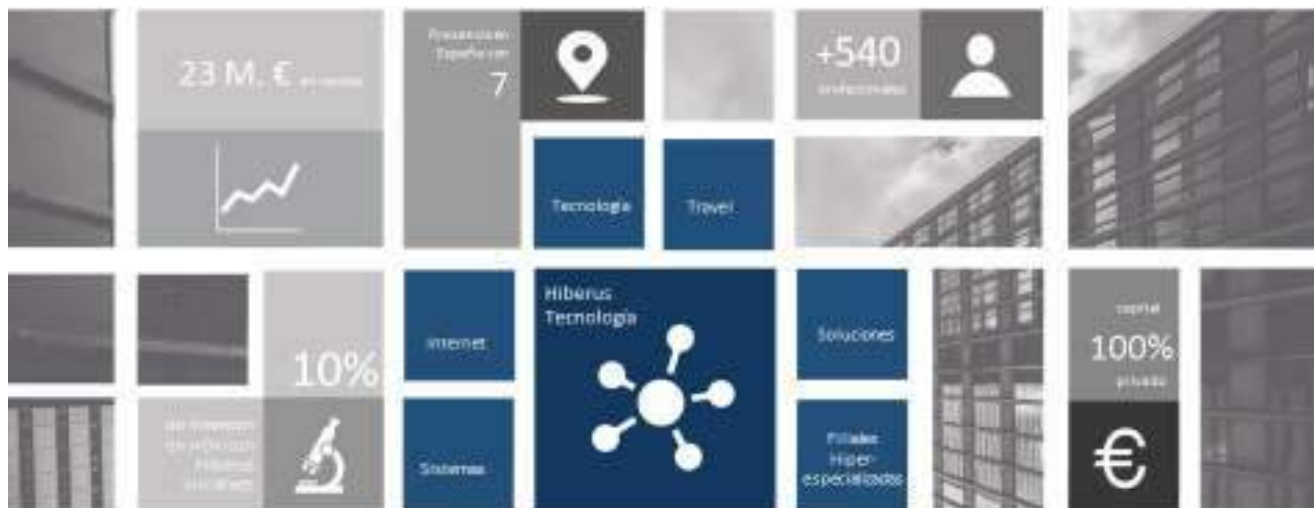 23 M. €
Presencia en
España con
7
+540
profesionales
Tecnología
Travel
Hiberus
Tecnología
Internet
10%
Sistemas
Soluciones
Filiales
Hiper-
especializadas
capital
100%
privado
€